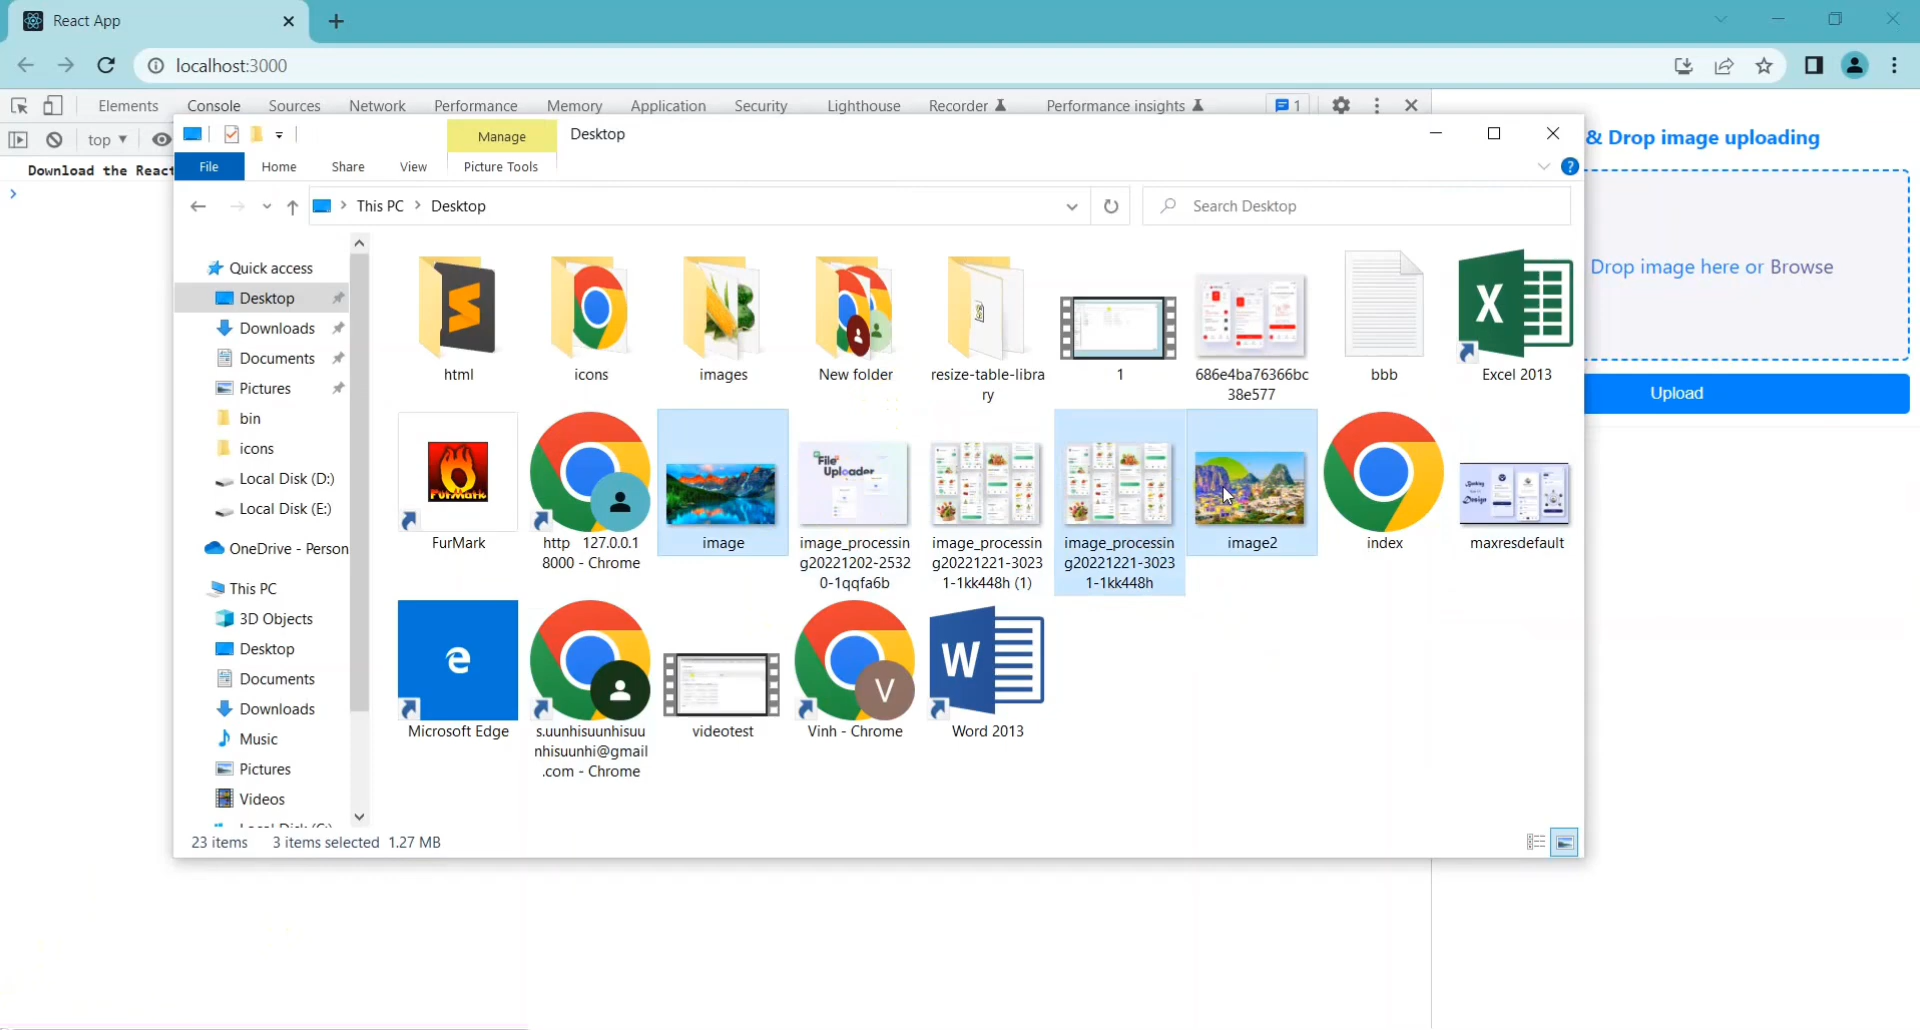 React App
localhost:3000
Elements Console Sources Network Performance Memory Application Security Lighthouse Recorder Performance insights 1
top
Download the React
Manage Desktop
File Home Share View Picture Tools
This PC Desktop
Search Desktop
& Drop image uploading
Drop image here or Browse
Upload
Quick access
Desktop
Downloads
Documents
Pictures
bin
icons
Local Disk (D:)
Local Disk (E:)
OneDrive - Person
This PC
3D Objects
Desktop
Documents
Downloads
Music
Pictures
Videos
html
icons
images
New folder
resize-table-libra
ry
1
686e4ba76366bc
38e577
bbb
Excel 2013
FurMark
http 127.0.0.1
8000 - Chrome
image
File
Uploader
image_processin
g20221202-2532
0-1qqfa6b
image_processin
g20221221-3023
1-1kk448h (1)
image_processin
g20221221-3023
1-1kk448h
image2
index
maxresdefault
Microsoft Edge
s.uunhisuunhisuu
nhisuunhi@gmail
.com - Chrome
videotest
V
Vinh - Chrome
W
Word 2013
23 items 3 items selected 1.27 MB